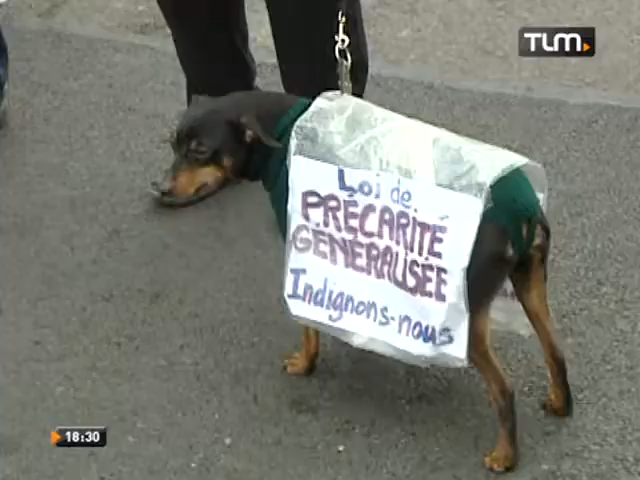 TLM
Loi de
PRÉCARITÉ
GÉNÉRALISÉE
Indignons-nous
18:30